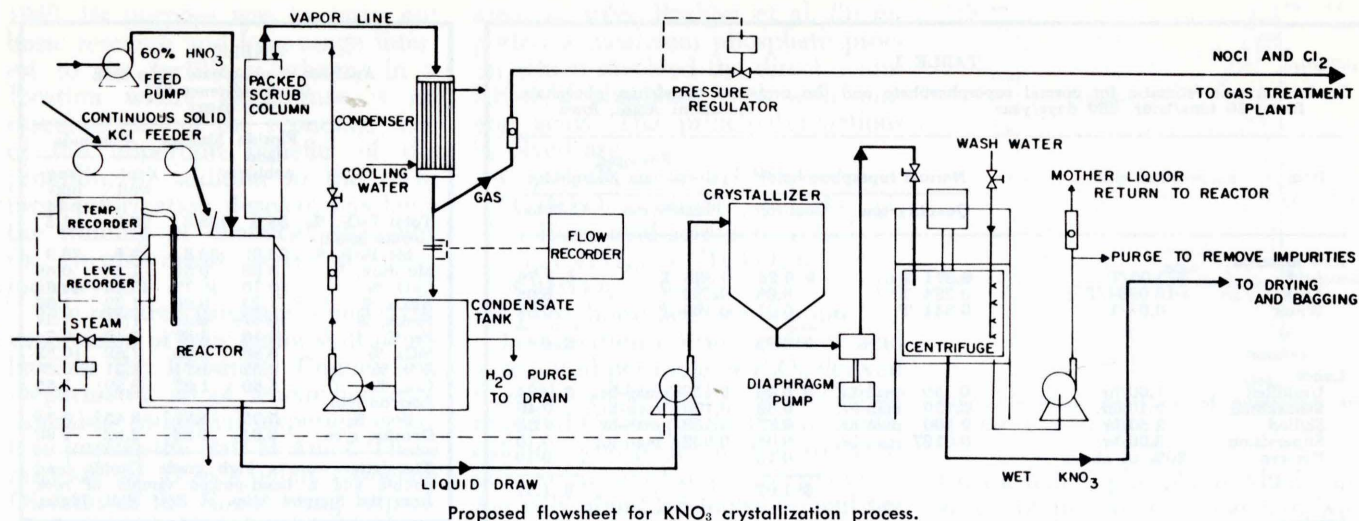 VAPOR LINE
HNO3
FEED
PUMP
CONTINUOUS SOLID
KCl FEEDER
SCRUB
COLUMN
CONDENSER
COOLING
WATER
GAS
PRESSURE
REGULATOR
NOCl AND Cl2
TO GAS TREATMENT
PLANT
TEMP.
RECORDER
LEVEL
RECORDER
STEAM
REACTOR
FLOW
RECORDER
CONDENSATE
TANK
H2O PURGE
TO DRAIN
CRYSTALLIZER
DIAPHRAGM
PUMP
WASH WATER
CENTRIFUGE
MOTHER LIQUOR
RETURN TO REACTOR
PURGE TO REMOVE IMPURITIES
TO DRYING
AND BAGGING
LIQUID DRAW
WET KNO3
Proposed flowsheet for KNO3 crystallization process.